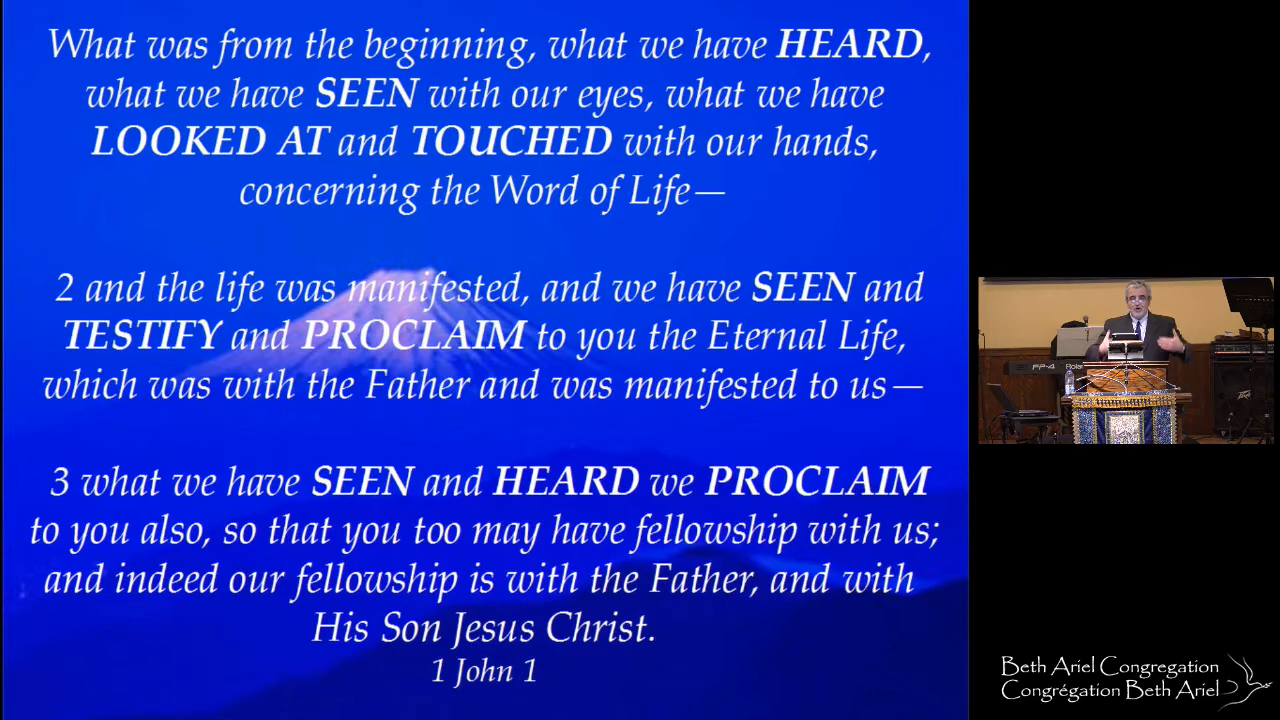 What was from the beginning, what we have HEARD,
what we have SEEN with our eyes, what we have
LOOKED AT and TOUCHED with our hands,
concerning the Word of Life—
2 and the life was manifested, and we have SEEN and
TESTIFY and PROCLAIM to you the Eternal Life,
which was with the Father and was manifested to us—
3 what we have SEEN and HEARD we PROCLAIM
to you also, so that you too may have fellowship with us;
and indeed our fellowship is with the Father, and with
His Son Jesus Christ.
1 John 1
FP-4 Roland
PEAVEY
Beth Ariel Congregation
Congrégation Beth Ariel